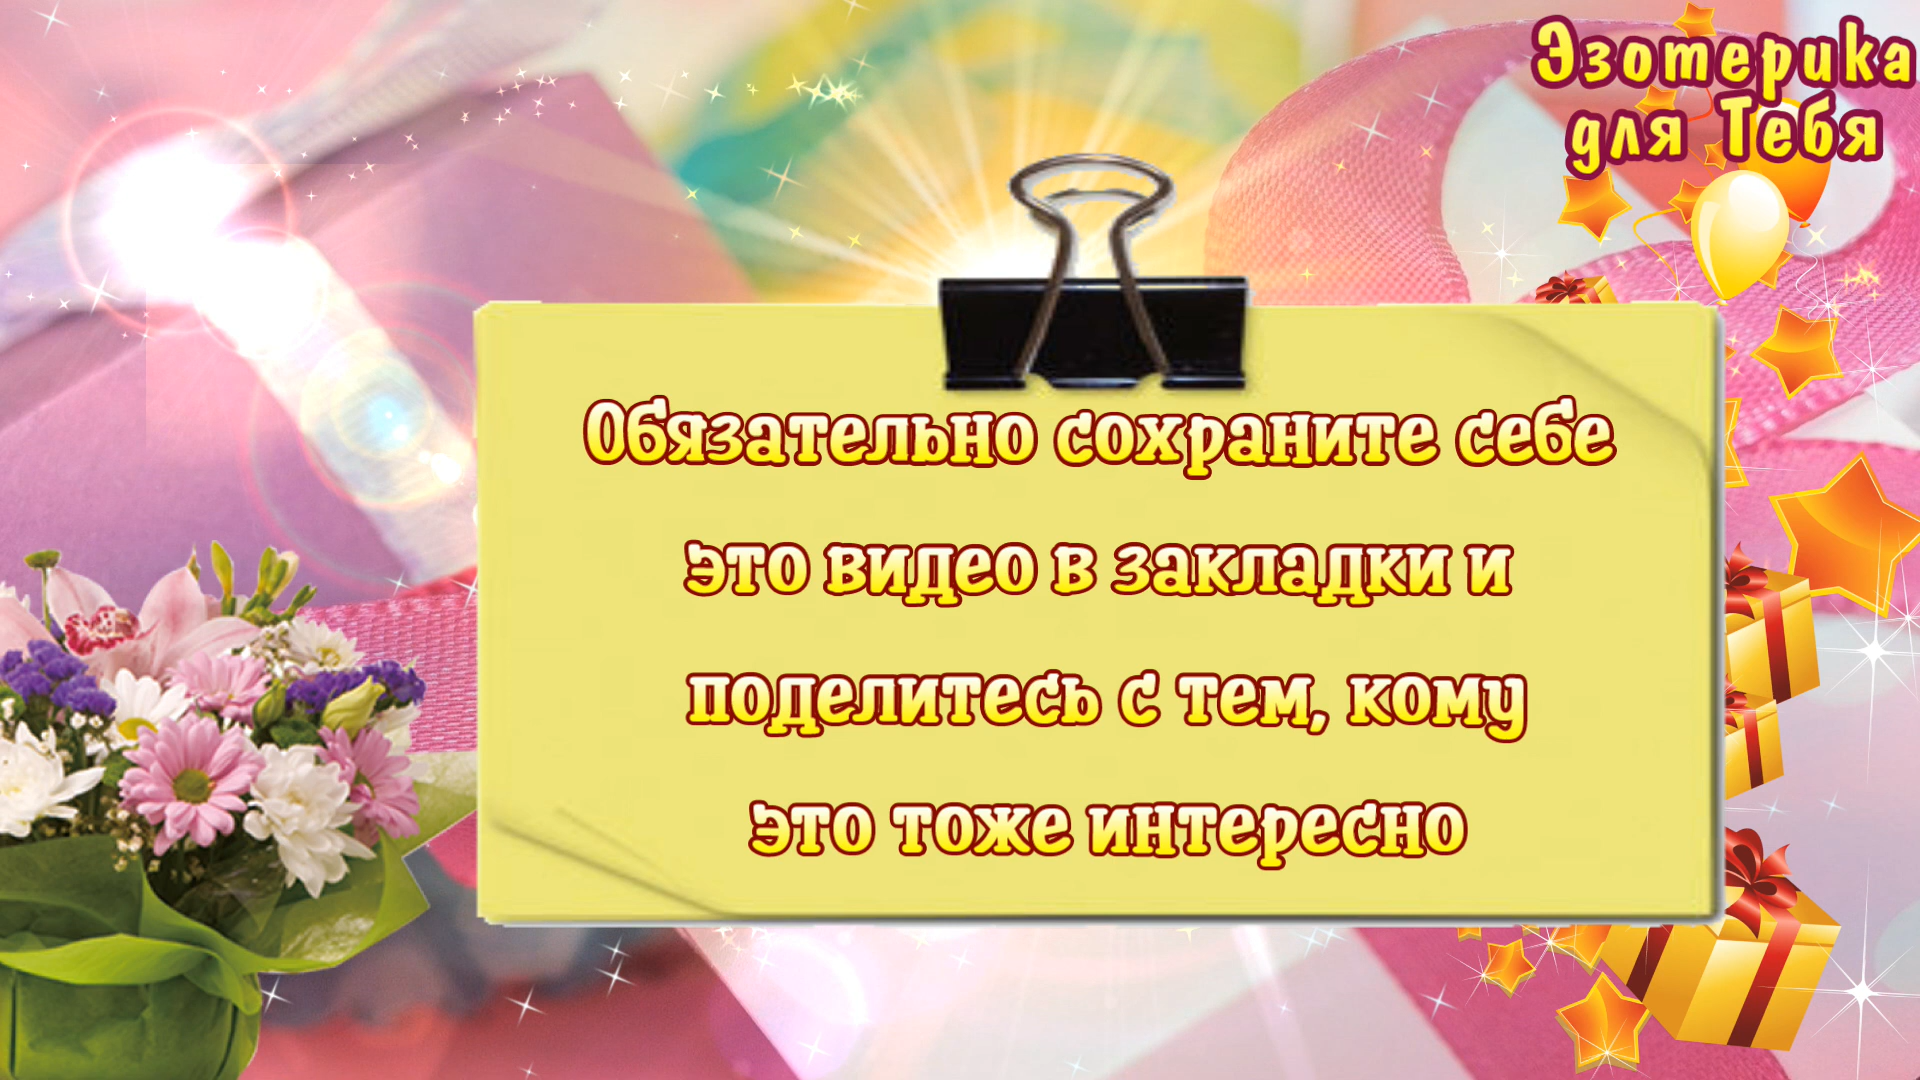 Эзотерика
для Тебя
Обязательно сохраните себе
это видео в закладки и
поделитесь с тем, кому
это тоже интересно